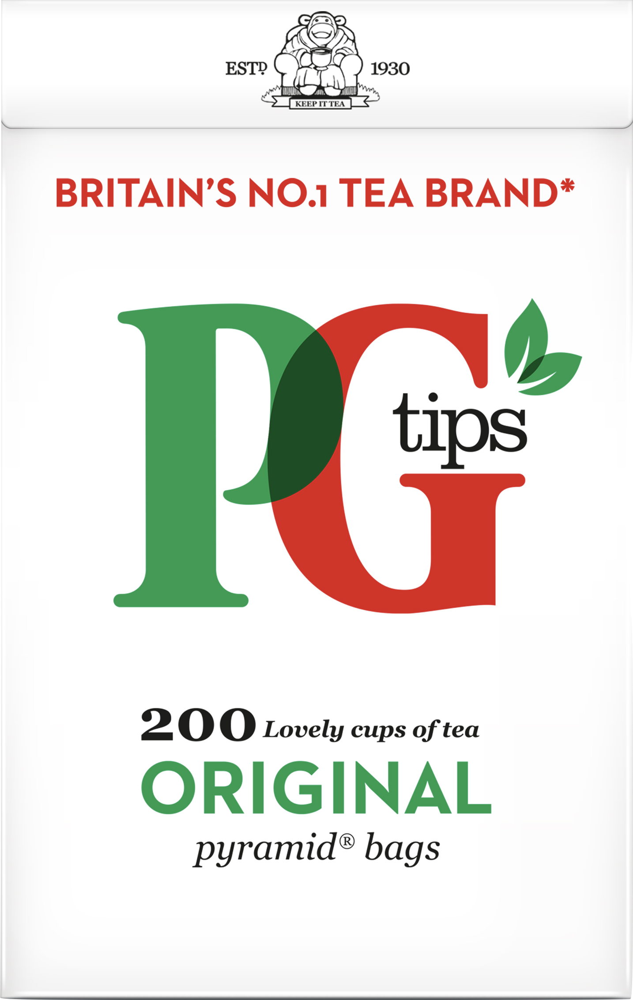 ESTD. 1930
KEEP IT TEA
BRITAIN'S NO.1 TEA BRAND*
PG
tips
200 Lovely cups of tea
ORIGINAL
pyramid® bags